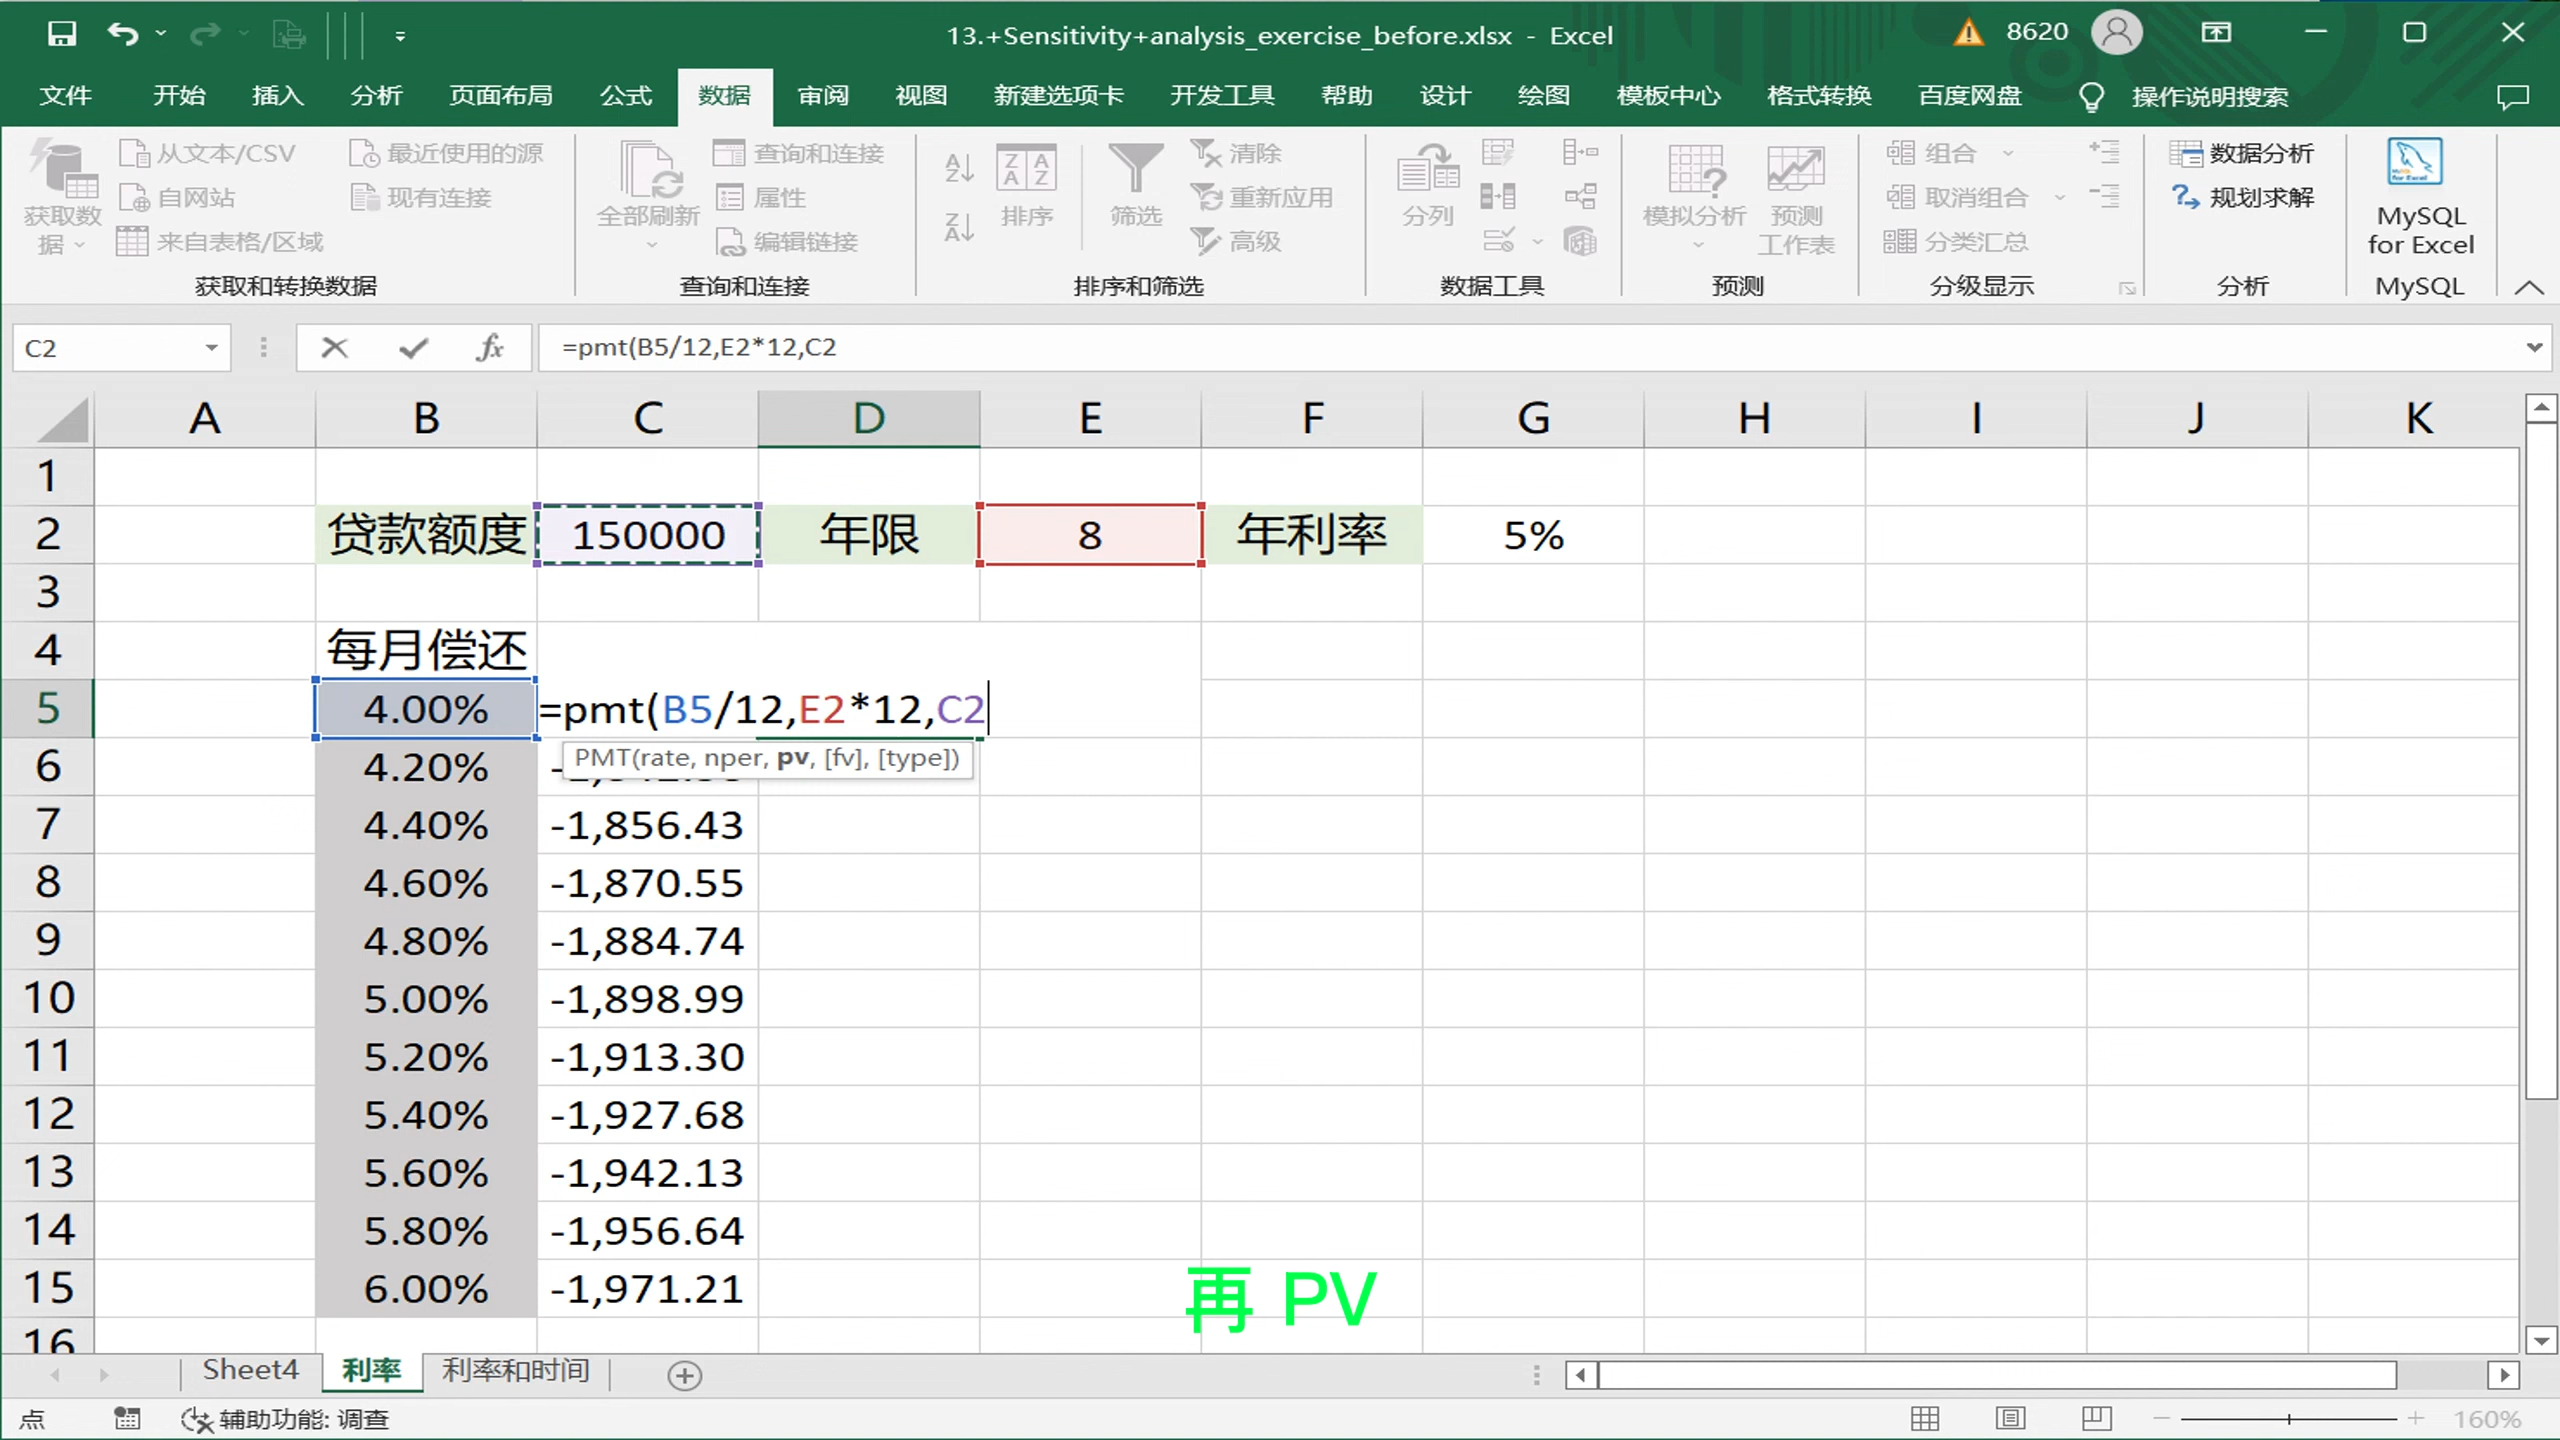 13.+Sensitivity+analysis_exercise_before.xlsx - Excel
8620
文件 开始 插入 分析 页面布局 公式 数据 审阅 视图 新建选项卡 开发工具 帮助 设计 绘图 模板中心 格式转换 百度网盘 操作说明搜索
获取数据 从文本/CSV 自网站 来自表格/区域 最近使用的源 现有连接
全部刷新 查询和连接 属性 编辑链接
排序 筛选 清除 重新应用 高级
分列
模拟分析 预测工作表
组合 取消组合 分类汇总
数据分析 规划求解
MySQL for Excel
获取和转换数据 查询和连接 排序和筛选 数据工具 预测 分级显示 分析 MySQL
C2 fx =pmt(B5/12,E2*12,C2
A B C D E F G H I J K
1
2 贷款额度 150000 年限 8 年利率 5%
3
4 每月偿还
5 4.00% =pmt(B5/12,E2*12,C2
PMT(rate, nper, pv, [fv], [type])
6 4.20%
7 4.40% -1,856.43
8 4.60% -1,870.55
9 4.80% -1,884.74
10 5.00% -1,898.99
11 5.20% -1,913.30
12 5.40% -1,927.68
13 5.60% -1,942.13
14 5.80% -1,956.64
15 6.00% -1,971.21
16
再 PV
Sheet4 利率 利率和时间
点 辅助功能: 调查 160%